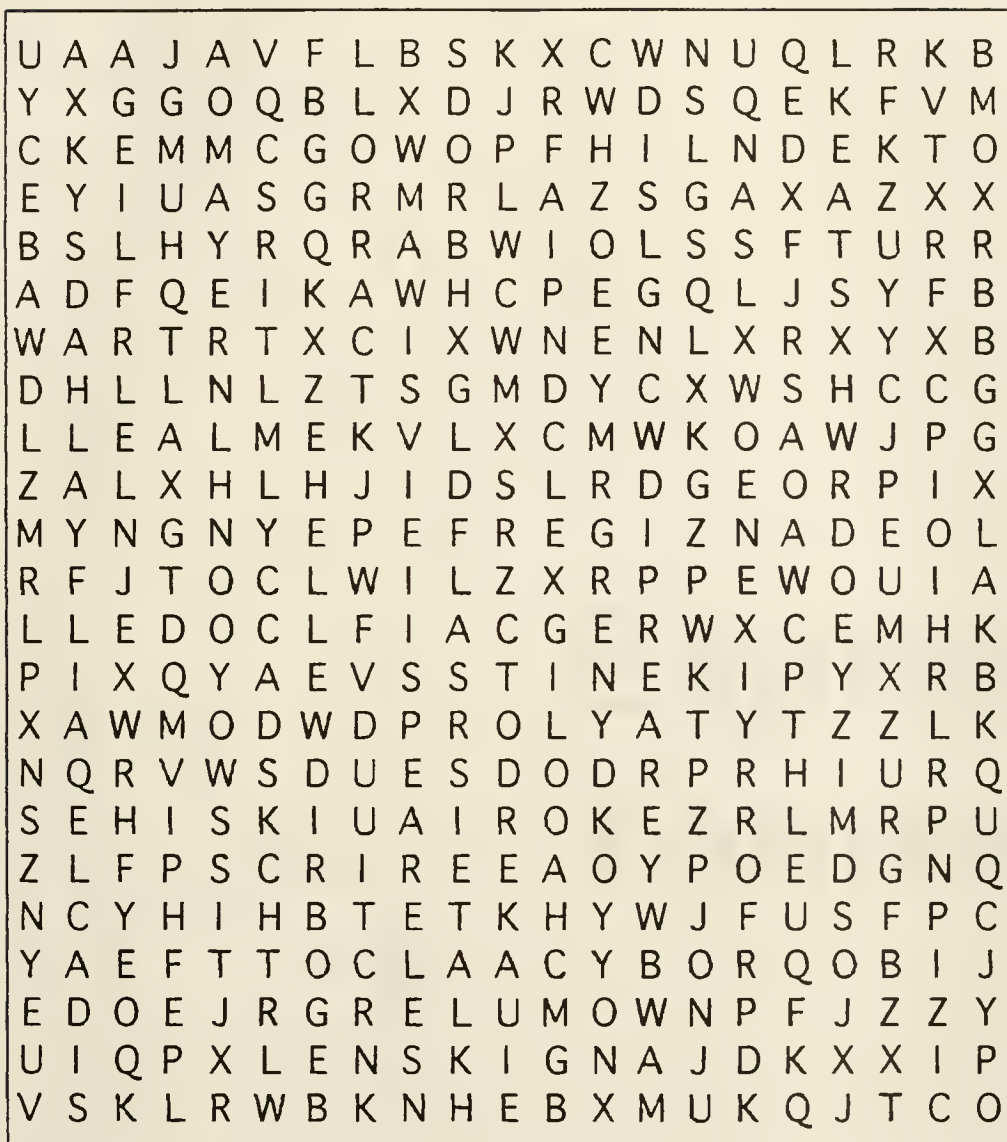 U A A J A V F L B S K X C W N U Q L R K B
Y X G G O Q B L X D J R W D S Q E K F V M
C K E M M C G O W O P F H I L N D E K T O
E Y I U A S G R M R L A Z S G A X A Z X X
B S L H Y R Q R A B W I O L S S F T U R R
A D F Q E I K A W H C P E G Q L J S Y F B
W A R T R T X C I X W N E N L X R X Y X B
D H L L N L Z T S G M D Y C X W S H C C G
L L E A L M E K V L X C M W K O A W J P G
Z A L X H L H J I D S L R D G E O R P I X
M Y N G N Y E P E F R E G I Z N A D E O L
R F J T O C L W I L Z X R P P E W O U I A
L L E D O C L F I A C G E R W X C E M H K
P I X Q Y A E V S S T I N E K I P Y X R B
X A W M O D W D P R O L Y A T Y T Z Z L K
N Q R V W S D U E S D O D R P R H I U R Q
S E H I S K I U A I R O K E Z R L M R P U
Z L F P S C R I R E E A O Y P O E D G N Q
N C Y H I H B T E T K H Y W J F U S F P C
Y A E F T T O C L A A C Y B O R Q O B I J
E D O E J R G R E L U M O W N P F J Z Z Y
U I Q P X L E N S K I G N A J D K X X I P
V S K L R W B K N H E B X M U K Q J T C O